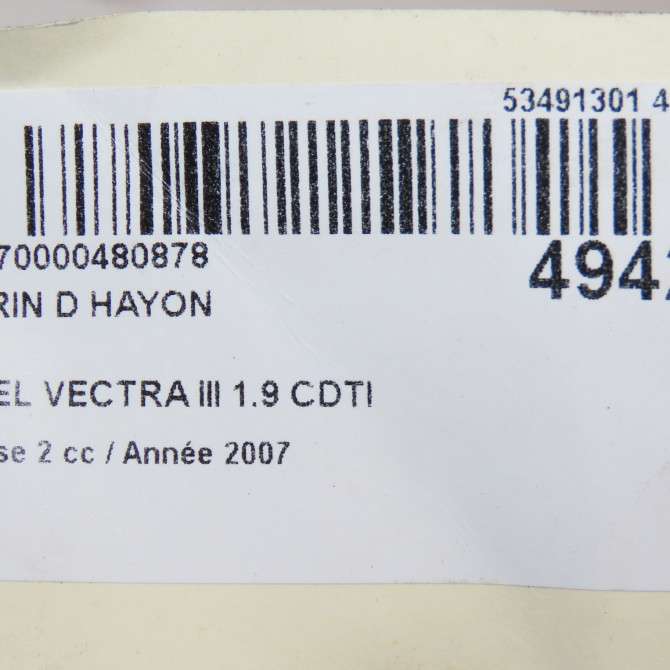 53491301 4
70000480878
494
RIN D HAYON
EL VECTRA III 1.9 CDTI
se 2 cc / Année 2007